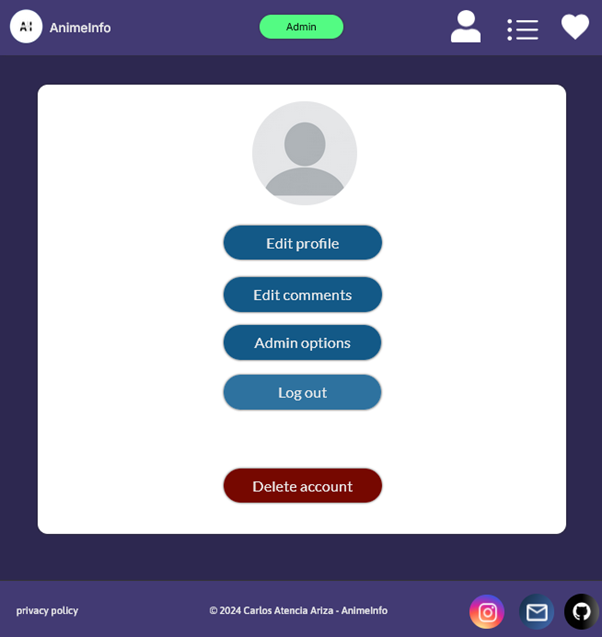 AI
AnimeInfo
Admin
Edit profile
Edit comments
Admin options
Log out
Delete account
privacy policy
© 2024 Carlos Atencia Ariza - AnimeInfo